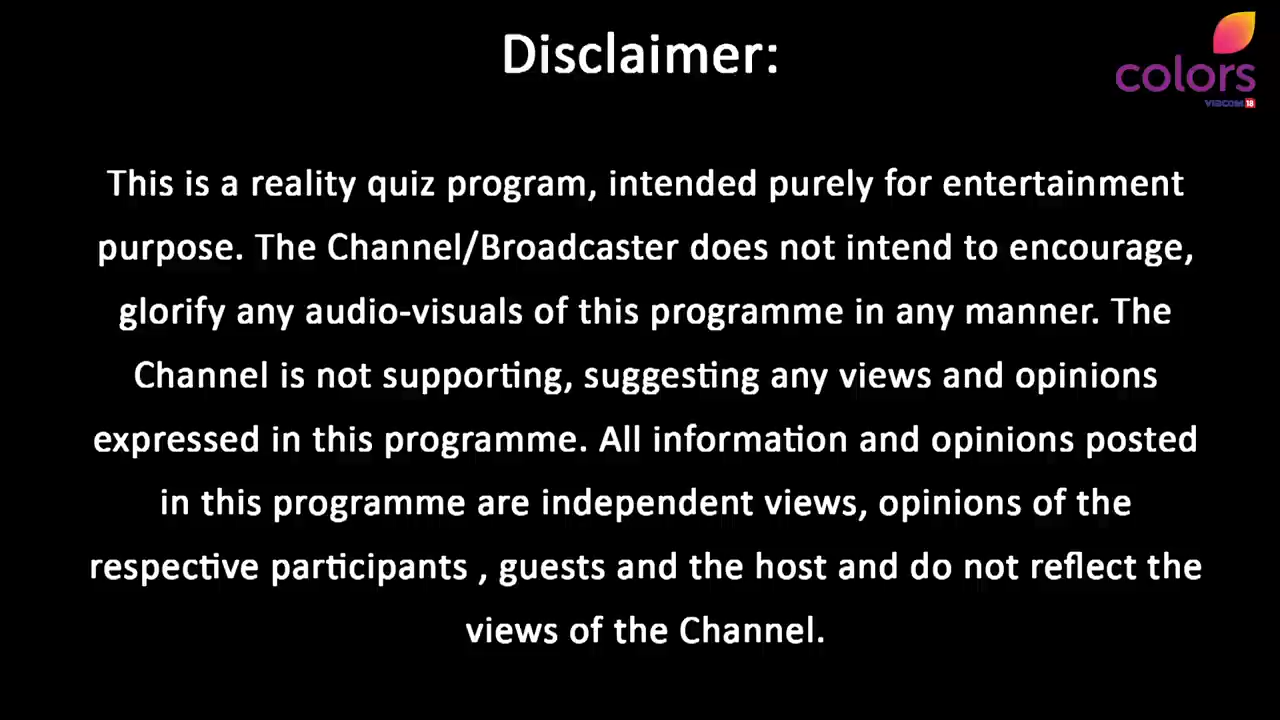 Disclaimer:
colors
VIACOM 18
This is a reality quiz program, intended purely for entertainment
purpose. The Channel/Broadcaster does not intend to encourage,
glorify any audio-visuals of this programme in any manner. The
Channel is not supporting, suggesting any views and opinions
expressed in this programme. All information and opinions posted
in this programme are independent views, opinions of the
respective participants , guests and the host and do not reflect the
views of the Channel.